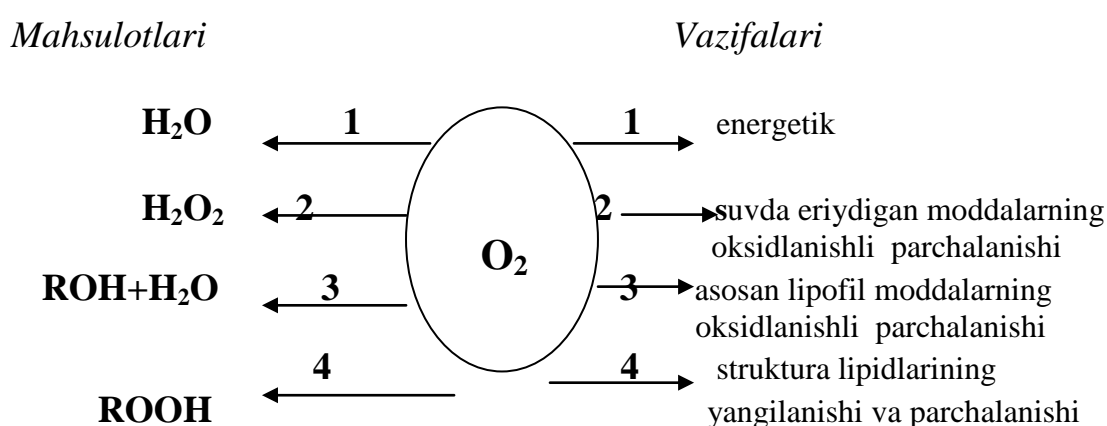 Mahsulotlari Vazifalari
H₂O 1 1 energetik
H₂O₂ 2 2 suvda eriydigan moddalarning
oksidlanishli parchalanishi
O₂
ROH+H₂O 3 3 asosan lipofil moddalarning
oksidlanishli parchalanishi
4 4 struktura lipidlarining
ROOH yangilanishi va parchalanishi